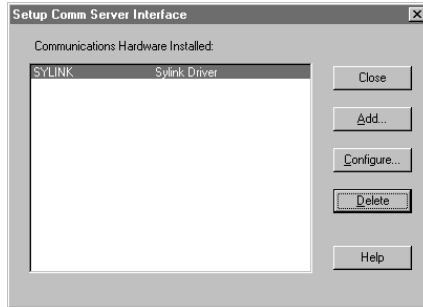 Setup Comm Server Interface
Communications Hardware Installed:
SYLINK Sylink Driver
Close
Add...
Configure...
Delete
Help